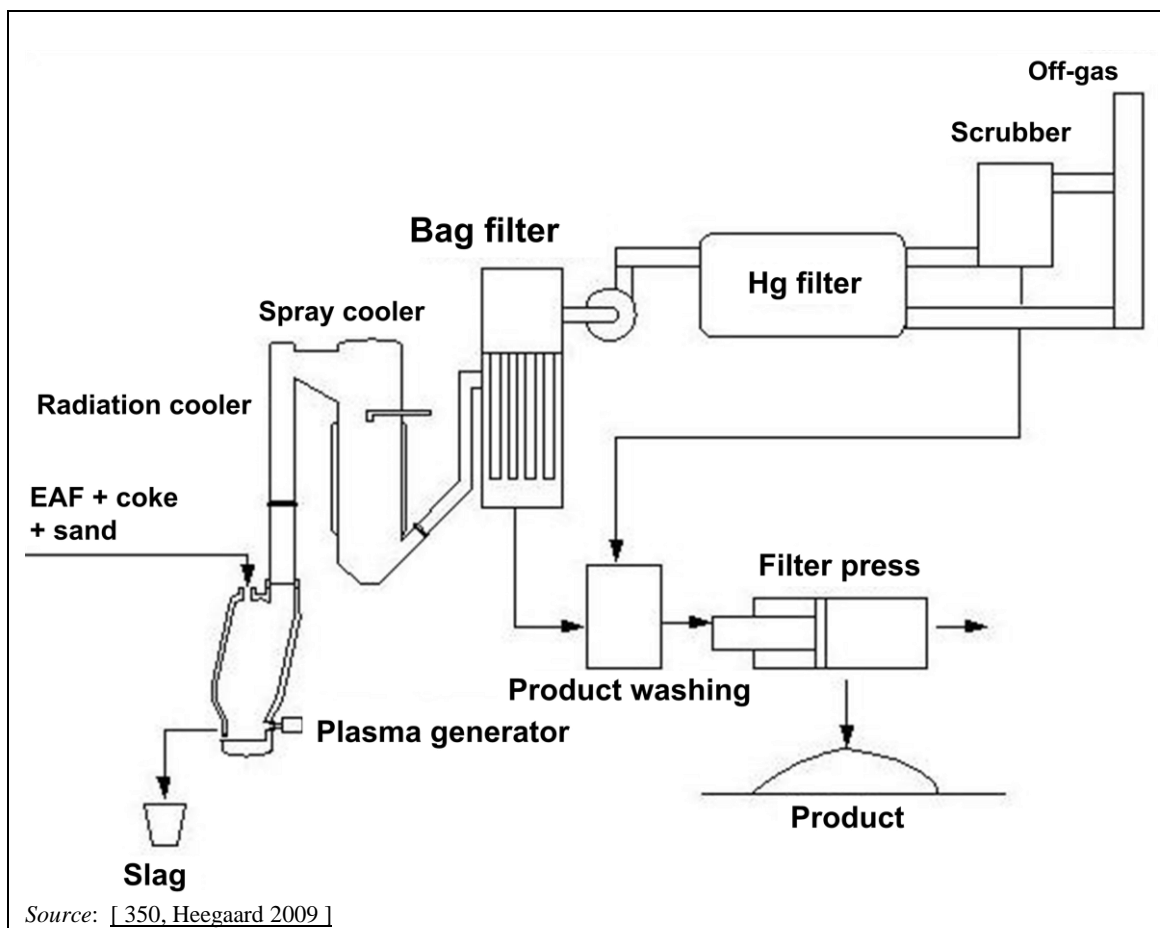 Off-gas
Scrubber
Bag filter
Hg filter
Spray cooler
Radiation cooler
EAF + coke
+ sand
Filter press
Product washing
Plasma generator
Product
Slag
Source: [ 350, Heegaard 2009 ]